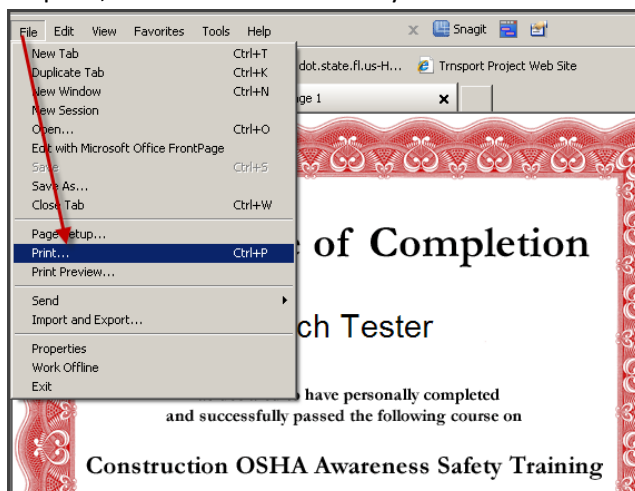 File Edit View Favorites Tools Help Snagit
New Tab Ctrl+T
Duplicate Tab Ctrl+K
dot.state.fl.us-H... Trnsport Project Web Site
New Window Ctrl+N
ge 1
New Session
Open... Ctrl+O
Edit with Microsoft Office FrontPage
Save Ctrl+S
Save As...
Close Tab Ctrl+W
Page Setup...
Print... Ctrl+P
of Completion
Print Preview...
Send
Import and Export...
ch Tester
Properties
Work Offline
Exit
have personally completed
and successfully passed the following course on
Construction OSHA Awareness Safety Training